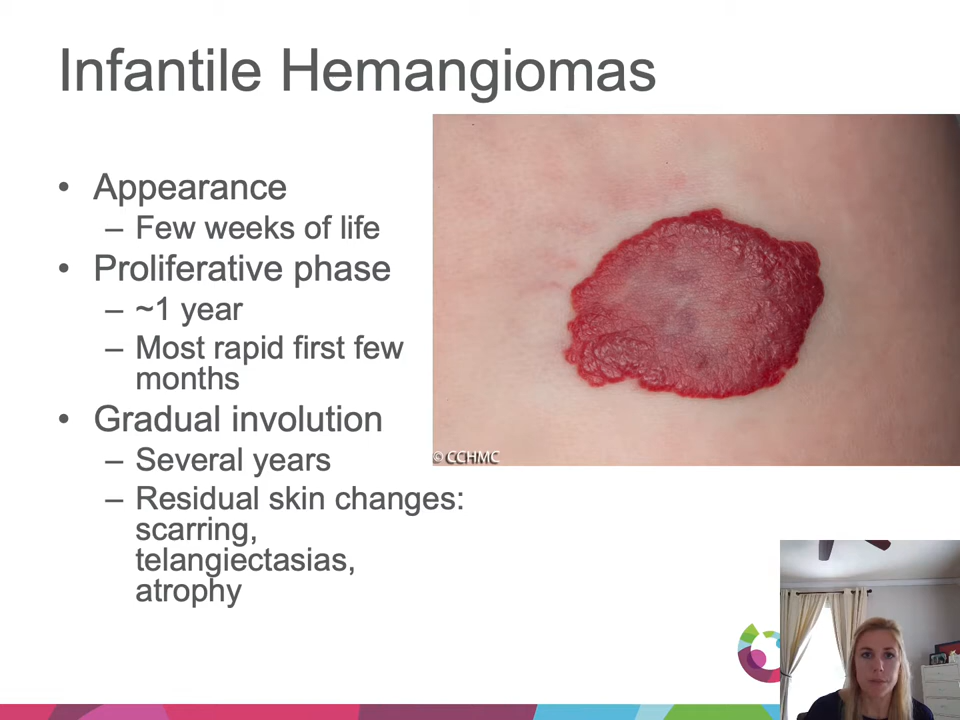 Infantile Hemangiomas
• Appearance
– Few weeks of life
• Proliferative phase
– ~1 year
– Most rapid first few
months
• Gradual involution
– Several years
– Residual skin changes:
scarring,
telangiectasias,
atrophy
© CCHMC